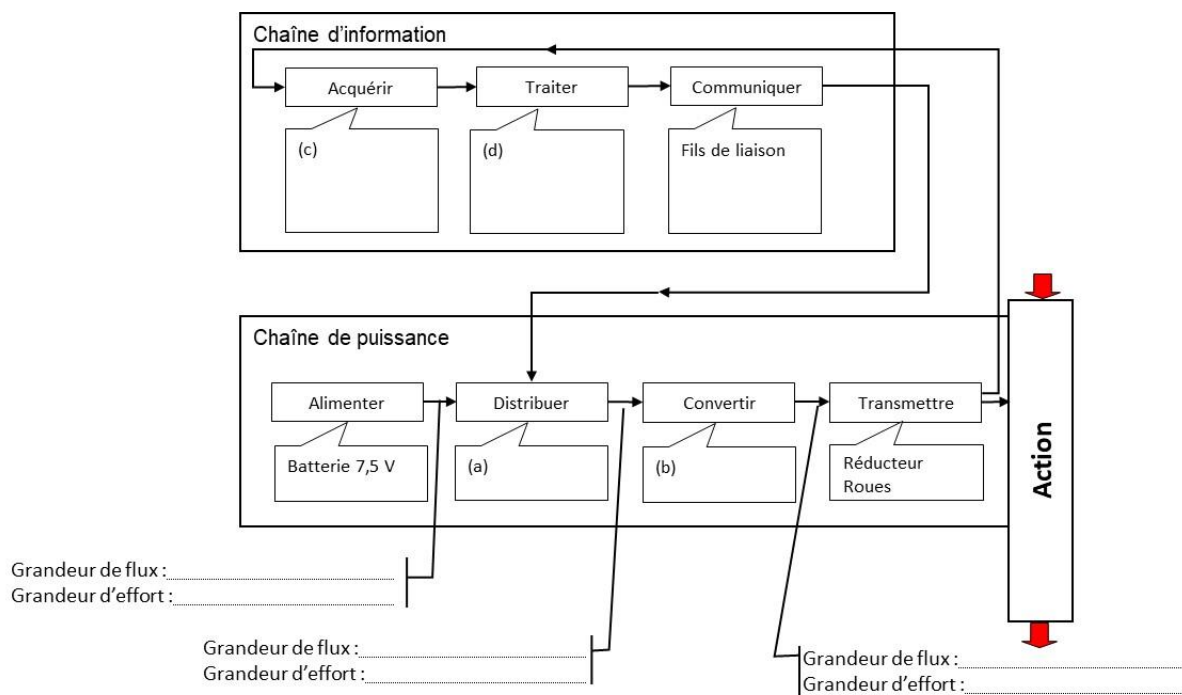 Chaîne d'information
Acquérir
Traiter
Communiquer
(c)
(d)
Fils de liaison
Chaîne de puissance
Alimenter
Distribuer
Convertir
Transmettre
Batterie 7,5 V
(a)
(b)
Réducteur
Roues
Action
Grandeur de flux :
Grandeur d'effort :
Grandeur de flux :
Grandeur d'effort :
Grandeur de flux :
Grandeur d'effort :